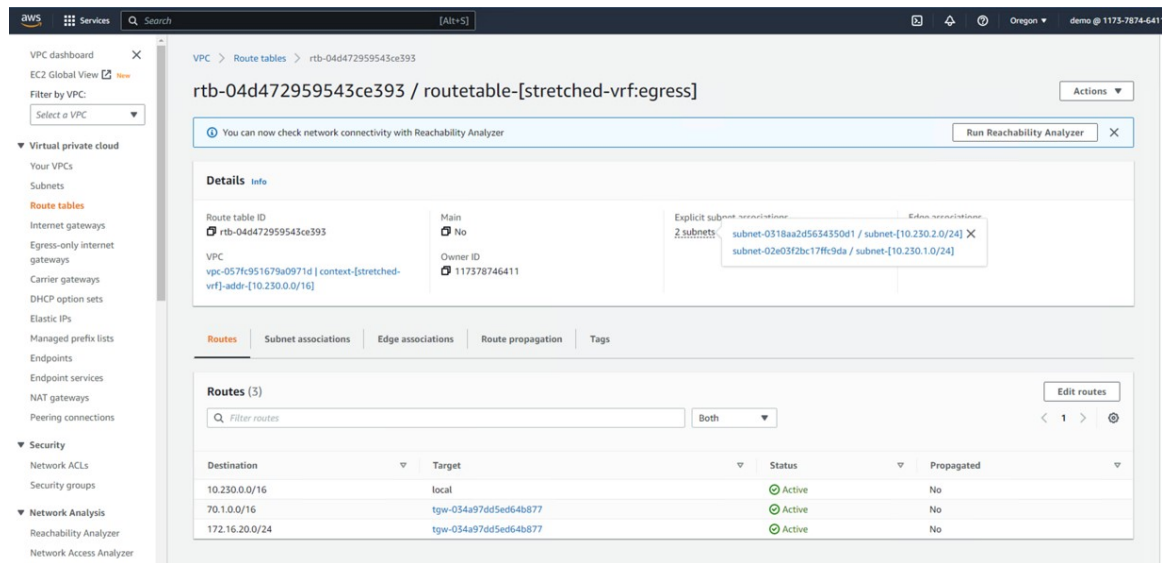 aws Services Search [Alt+S] Oregon ▼ demo @ 1173-7874-641
VPC dashboard
EC2 Global View New
Filter by VPC:
Select a VPC
Virtual private cloud
Your VPCs
Subnets
Route tables
Internet gateways
Egress-only internet
gateways
Carrier gateways
DHCP option sets
Elastic IPs
Managed prefix lists
Endpoints
Endpoint services
NAT gateways
Peering connections
Security
Network ACLs
Security groups
Network Analysis
Reachability Analyzer
Network Access Analyzer
VPC > Route tables > rtb-04d472959543ce393
rtb-04d472959543ce393 / routetable-[stretched-vrf:egress]
Actions ▼
You can now check network connectivity with Reachability Analyzer
Run Reachability Analyzer
Details Info
Route table ID
rtb-04d472959543ce393
Main
No
Explicit subnet associations
2 subnets
subnet-0318aa2d5634350d1 / subnet-[10.230.2.0/24]
subnet-02e03f2bc17ffc9da / subnet-[10.230.1.0/24]
Edge associations
VPC
vpc-057fc951679a0971d | context-[stretched-
vrf]-addr-[10.230.0.0/16]
Owner ID
117378746411
Routes Subnet associations Edge associations Route propagation Tags
Routes (3)
Edit routes
Filter routes
Both
< 1 >
Destination Target Status Propagated
10.230.0.0/16 local Active No
70.1.0.0/16 tgw-034a97dd5ed64b877 Active No
172.16.20.0/24 tgw-034a97dd5ed64b877 Active No